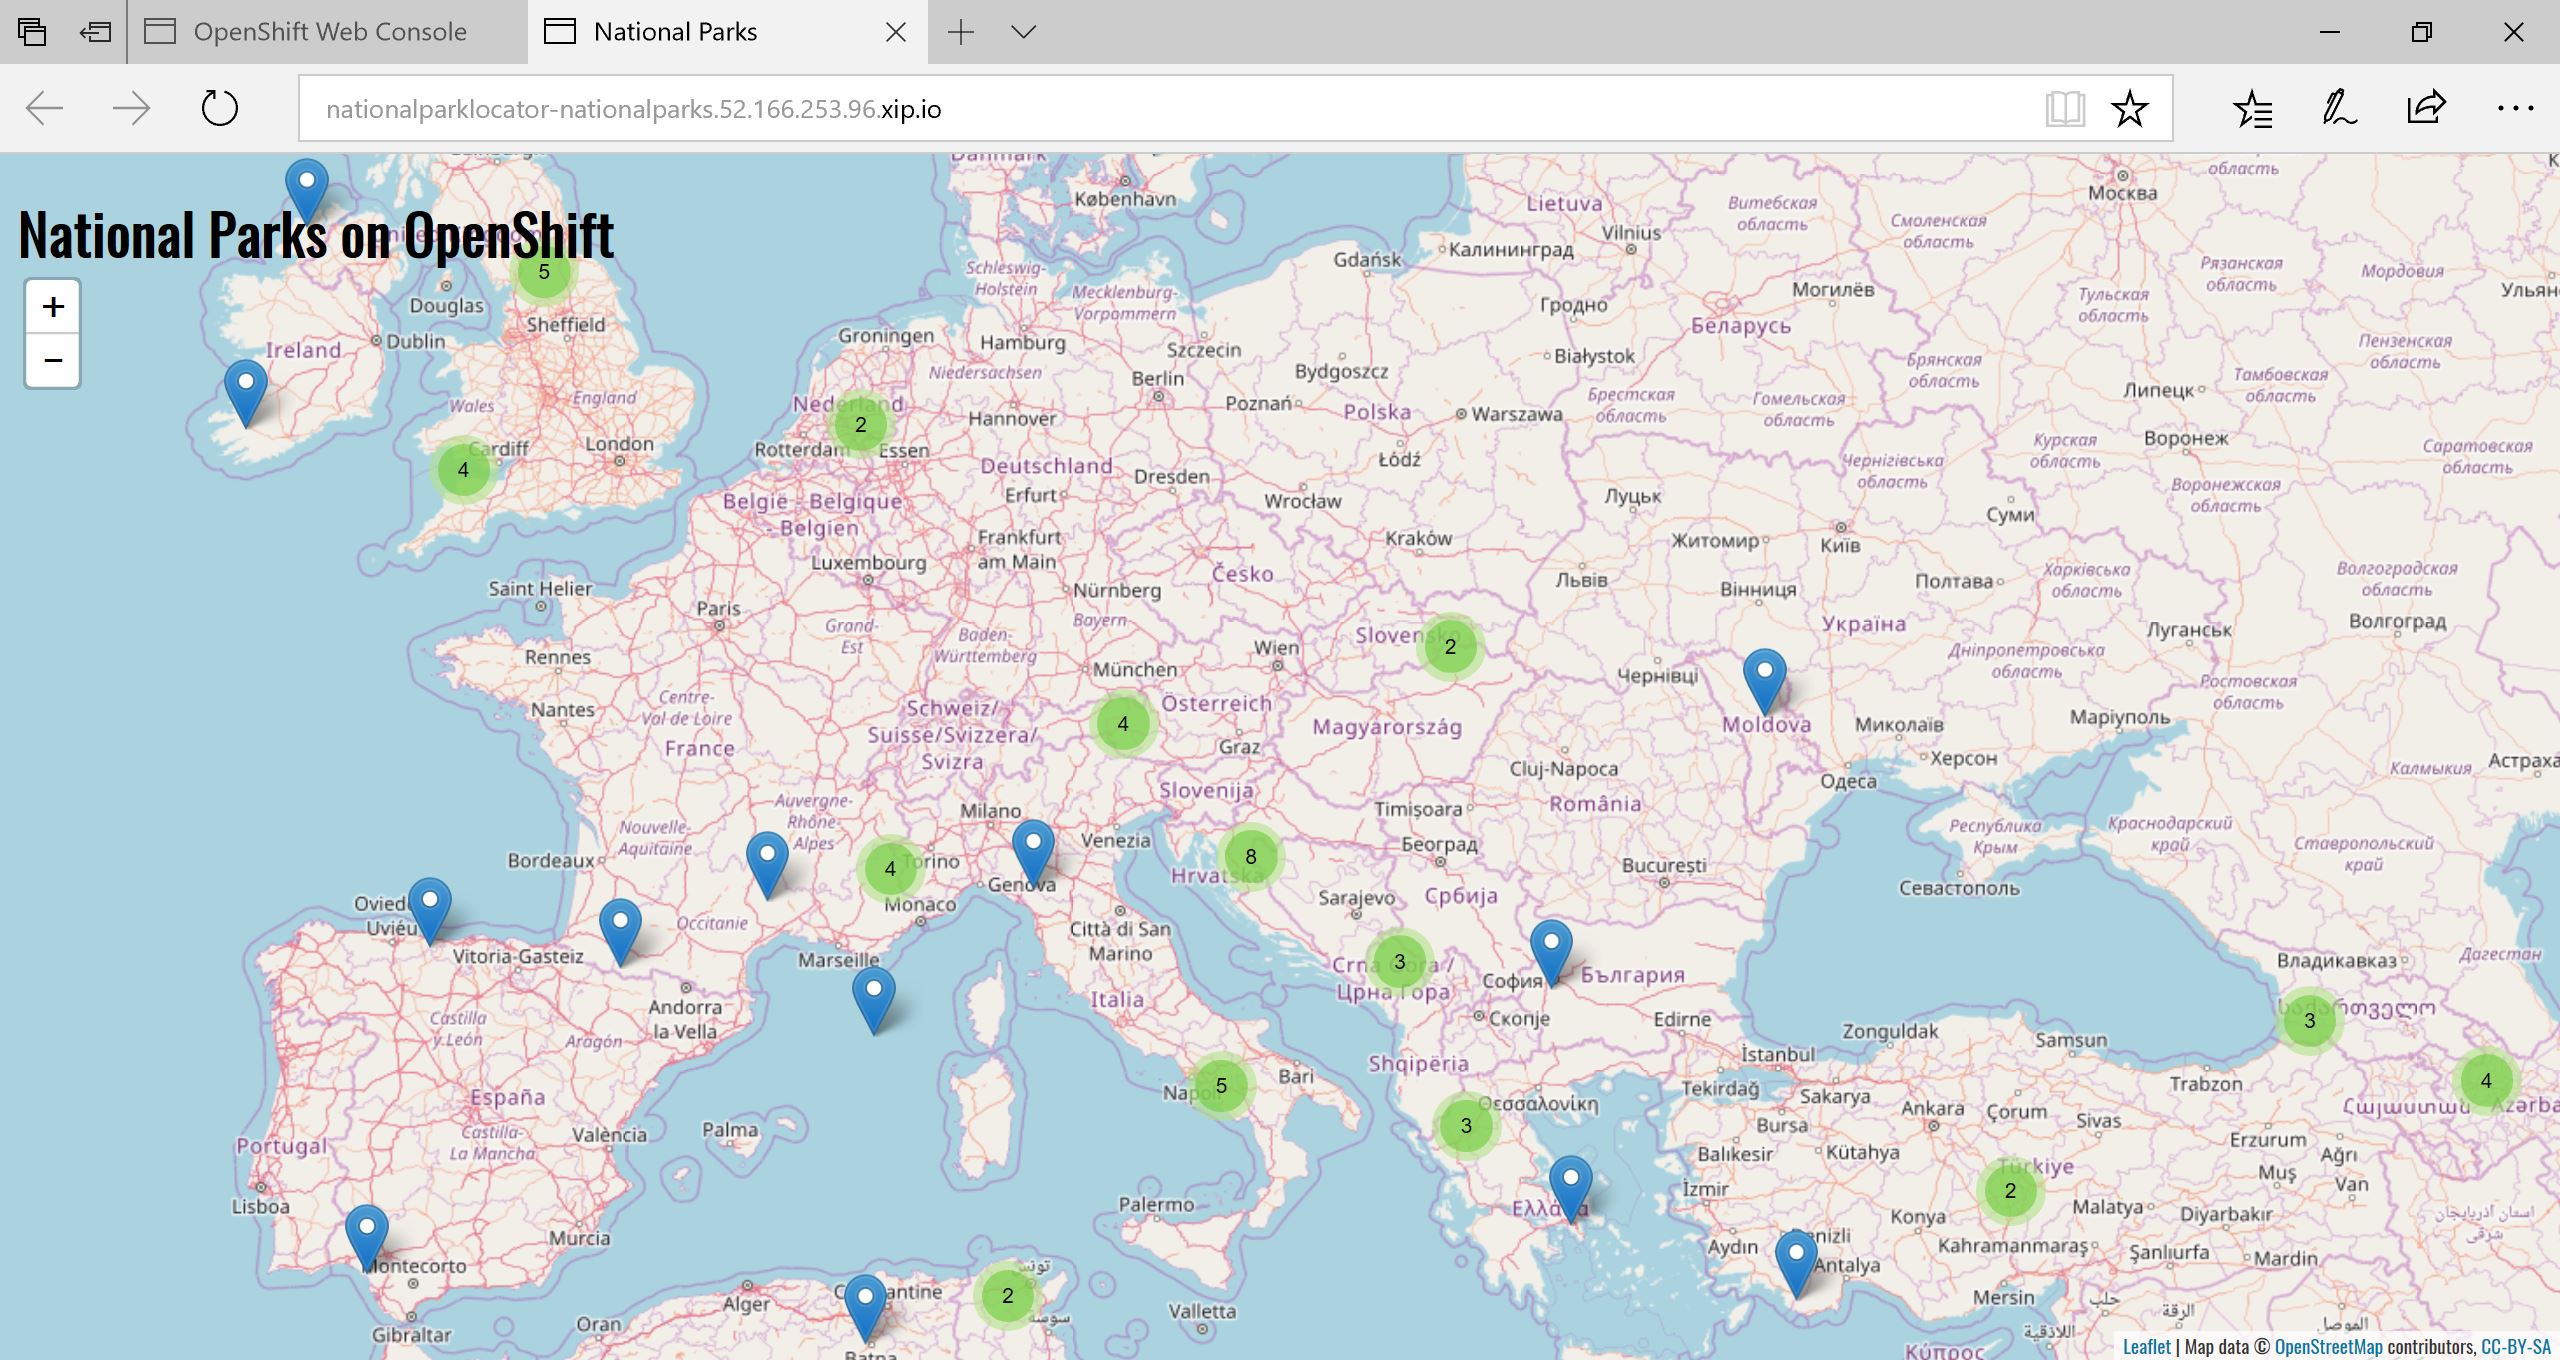 OpenShift Web Console
National Parks
nationalparklocator-nationalparks.52.166.253.96.xip.io
National Parks on OpenShift
+
−
København
Москва
область
Lietuva
Витебская
область
Смоленская
область
Vilnius
Калининград
Gdańsk
5
Рязанская
область
Мордовия
Schleswig-
Holstein
Mecklenburg-
Vorpommern
Могилёв
Тульская
область
Гродно
Douglas
Sheffield
Беларусь
Groningen
Hamburg
Szczecin
Dublin
Ireland
Białystok
Пензенская
область
Брянская
область
Bydgoszcz
Niedersachsen
Berlin
Тамбовская
область
Липецк
England
Wales
Nederland
2
Hannover
Poznań
Polska
Warszawa
Брестская
область
Гомельская
область
Курская
область
Воронеж
Саратовская
область
Cardiff
4
London
Rotterdam
Essen
Deutschland
Dresden
Łódź
Чернігівська
область
Erfurt
België - Belgique
- Belgien
Wrocław
Луцьк
Суми
Воронежская
область
Frankfurt
am Main
Kraków
Житомир
Київ
Luxembourg
Česko
Львів
Вінниця
Полтава
Харківська
область
Волгоградская
область
Saint Helier
Nürnberg
Paris
Bayern
Grand-
Est
Baden-
Württemberg
Slovensko
2
Україна
Луганськ
Волгоград
Rennes
Wien
München
Чернівці
Дніпропетровська
область
Ростовская
область
Nantes
Centre-
Val de Loire
France
Schweiz/
Suisse/Svizzera/
Svizra
4
Österreich
Graz
Magyarország
Moldova
Миколаїв
Маріуполь
Херсон
Одеса
Калмыкия
Cluj-Napoca
România
Slovenija
Timișoara
Milano
Auvergne-
Rhône-
Alpes
Nouvelle-
Aquitaine
Venezia
Београд
București
Республика
Крым
Краснодарский
край
Ставропольский
край
Bordeaux
4
Torino
Genova
8
Hrvatska
Sarajevo
Србија
Севастополь
Monaco
Occitanie
Città di San
Marino
Uviéu
Vitoria-Gasteiz
Marseille
3
Crna Gora /
Црна Гора
София
България
Владикавказ
Дагестан
Andorra
la Vella
Italia
Скопје
Edirne
Zonguldak
Samsun
3
საქართველო
Castilla
y León
Aragón
İstanbul
Shqipëria
Trabzon
4
5
Bari
Tekirdağ
Sakarya
Ankara
Çorum
España
Θεσσαλονίκη
3
Bursa
Sivas
Հայաստան
València
Palma
Castilla-
La Mancha
Portugal
Erzurum
Ağrı
Balıkesir
Kütahya
Türkiye
2
Muş
Van
Lisboa
Palermo
İzmir
Ελλάδα
Konya
Malatya
Diyarbakır
استان آذربایجان
شرقی
Murcia
Aydın
Antalya
Kahramanmaraş
Şanlıurfa
Mardin
Montecorto
تونس
2
Alger
Constantine
سوسة
Valletta
Mersin
حلب
الرقة
الموصل
اللاذقية
Oran
Gibraltar
Batna
Κύπρος
Leaflet | Map data © OpenStreetMap contributors, CC-BY-SA